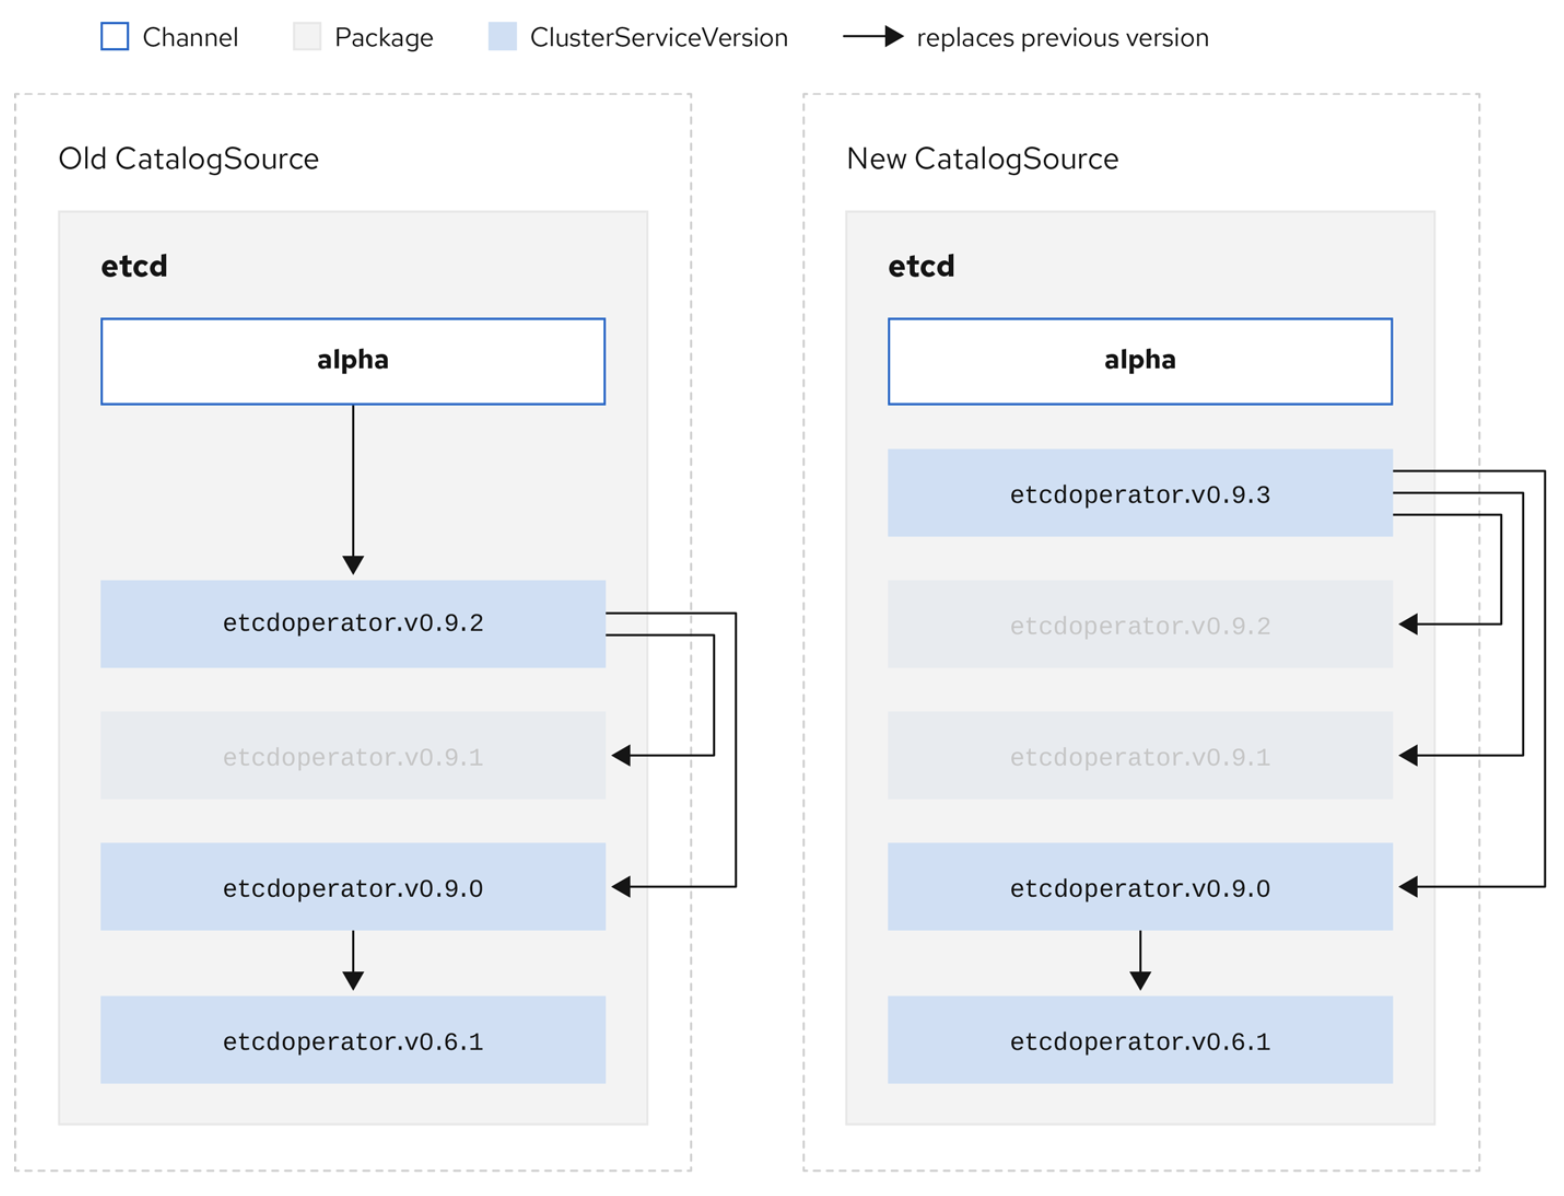 Channel
Package
ClusterServiceVersion
replaces previous version
Old CatalogSource
etcd
alpha
etcdoperator.v0.9.2
etcdoperator.v0.9.1
etcdoperator.v0.9.0
etcdoperator.v0.6.1
New CatalogSource
etcd
alpha
etcdoperator.v0.9.3
etcdoperator.v0.9.2
etcdoperator.v0.9.1
etcdoperator.v0.9.0
etcdoperator.v0.6.1